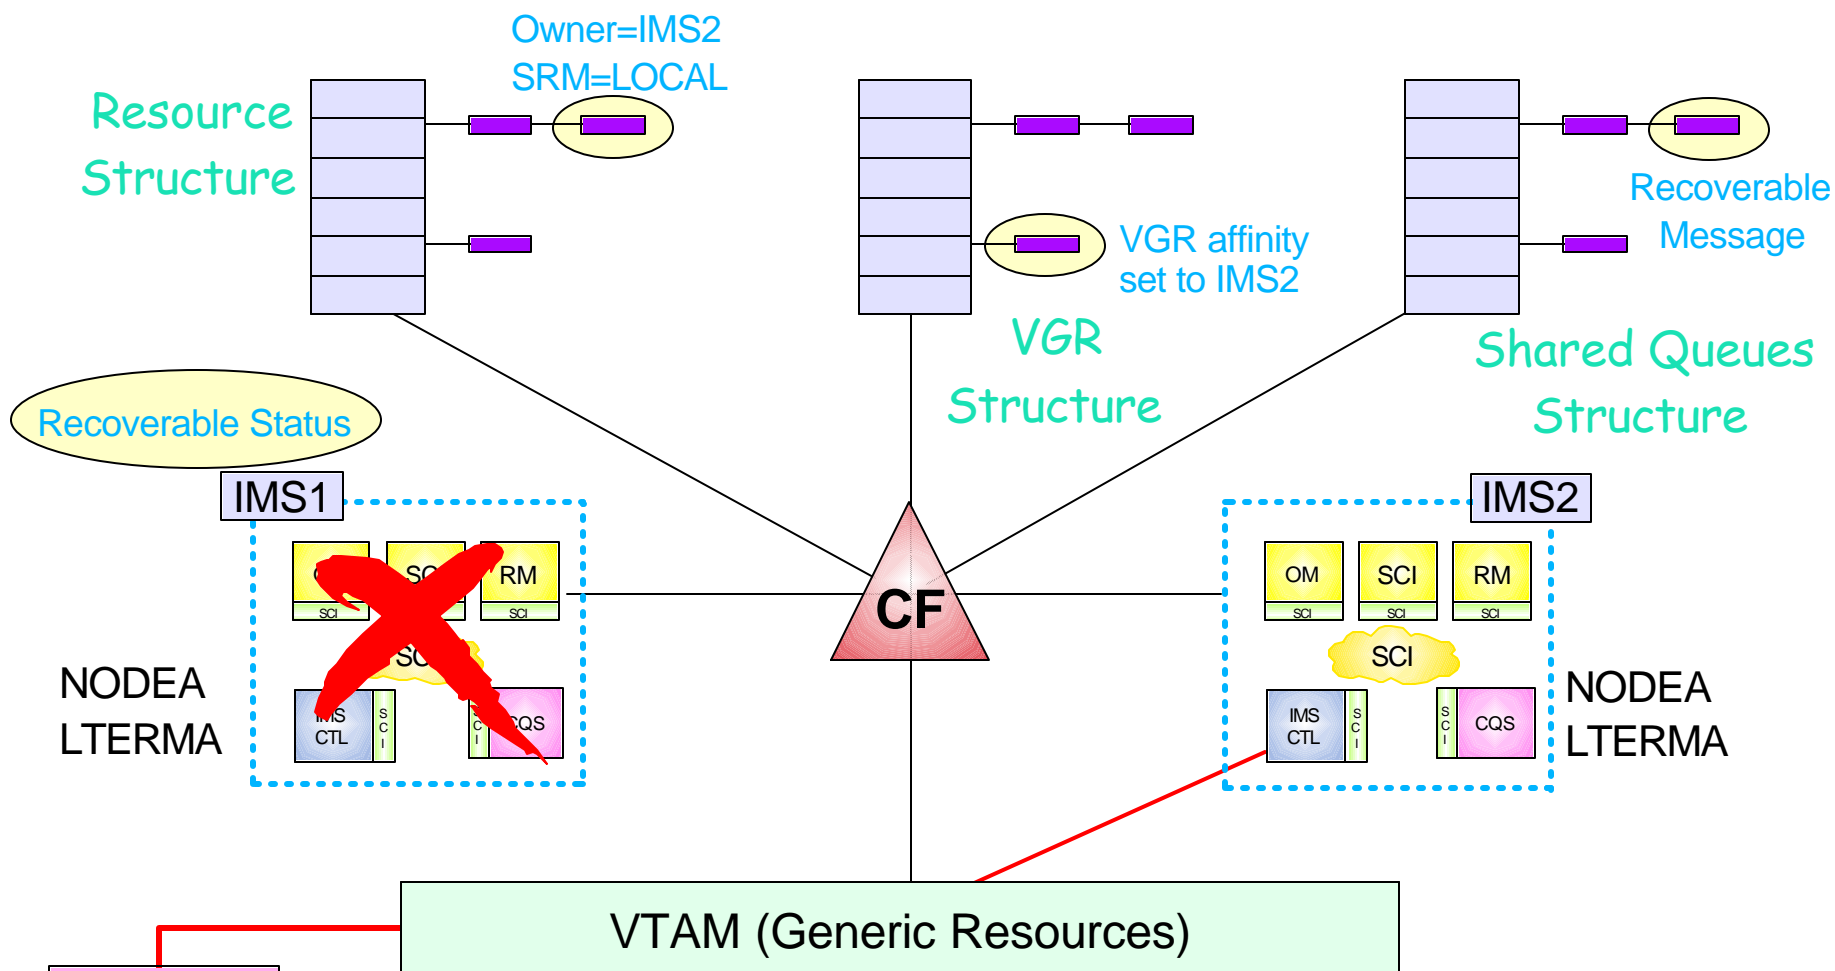 Owner=IMS2
SRM=LOCAL
Resource
Structure
VGR affinity
set to IMS2
VGR
Structure
Recoverable
Message
Shared Queues
Structure
Recoverable Status
IMS1
IMS2
RM
SCI
SCI
CQS
CTL
SCI
NODEA
LTERMA
CF
OM
SCI
RM
SCI
SCI
SCI
SCI
IMS
CTL
SCI
SCI
CQS
NODEA
LTERMA
VTAM (Generic Resources)